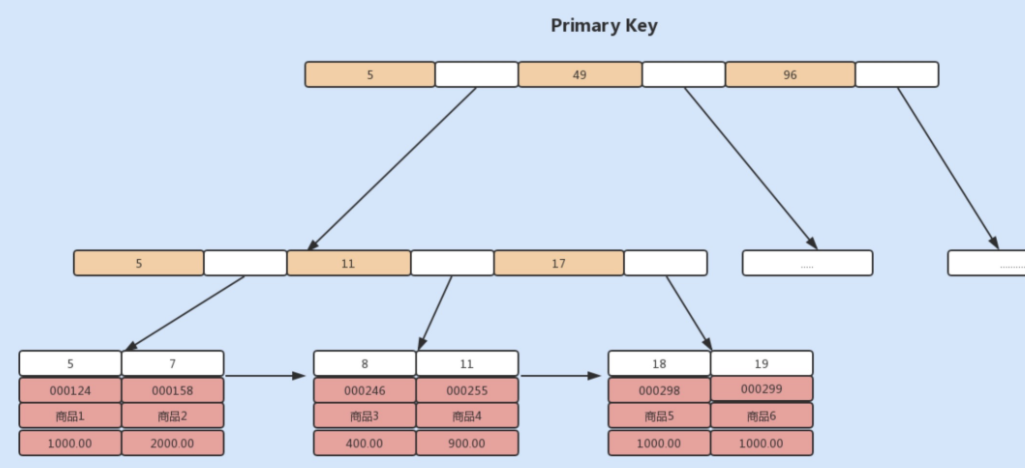 Primary Key
5 49 96
5 11 17 ..... ..........
5 7 8 11 18 19
000124 000158 000246 000255 000298 000299
商品1 商品2 商品3 商品4 商品5 商品6
1000.00 2000.00 400.00 900.00 1000.00 1000.00